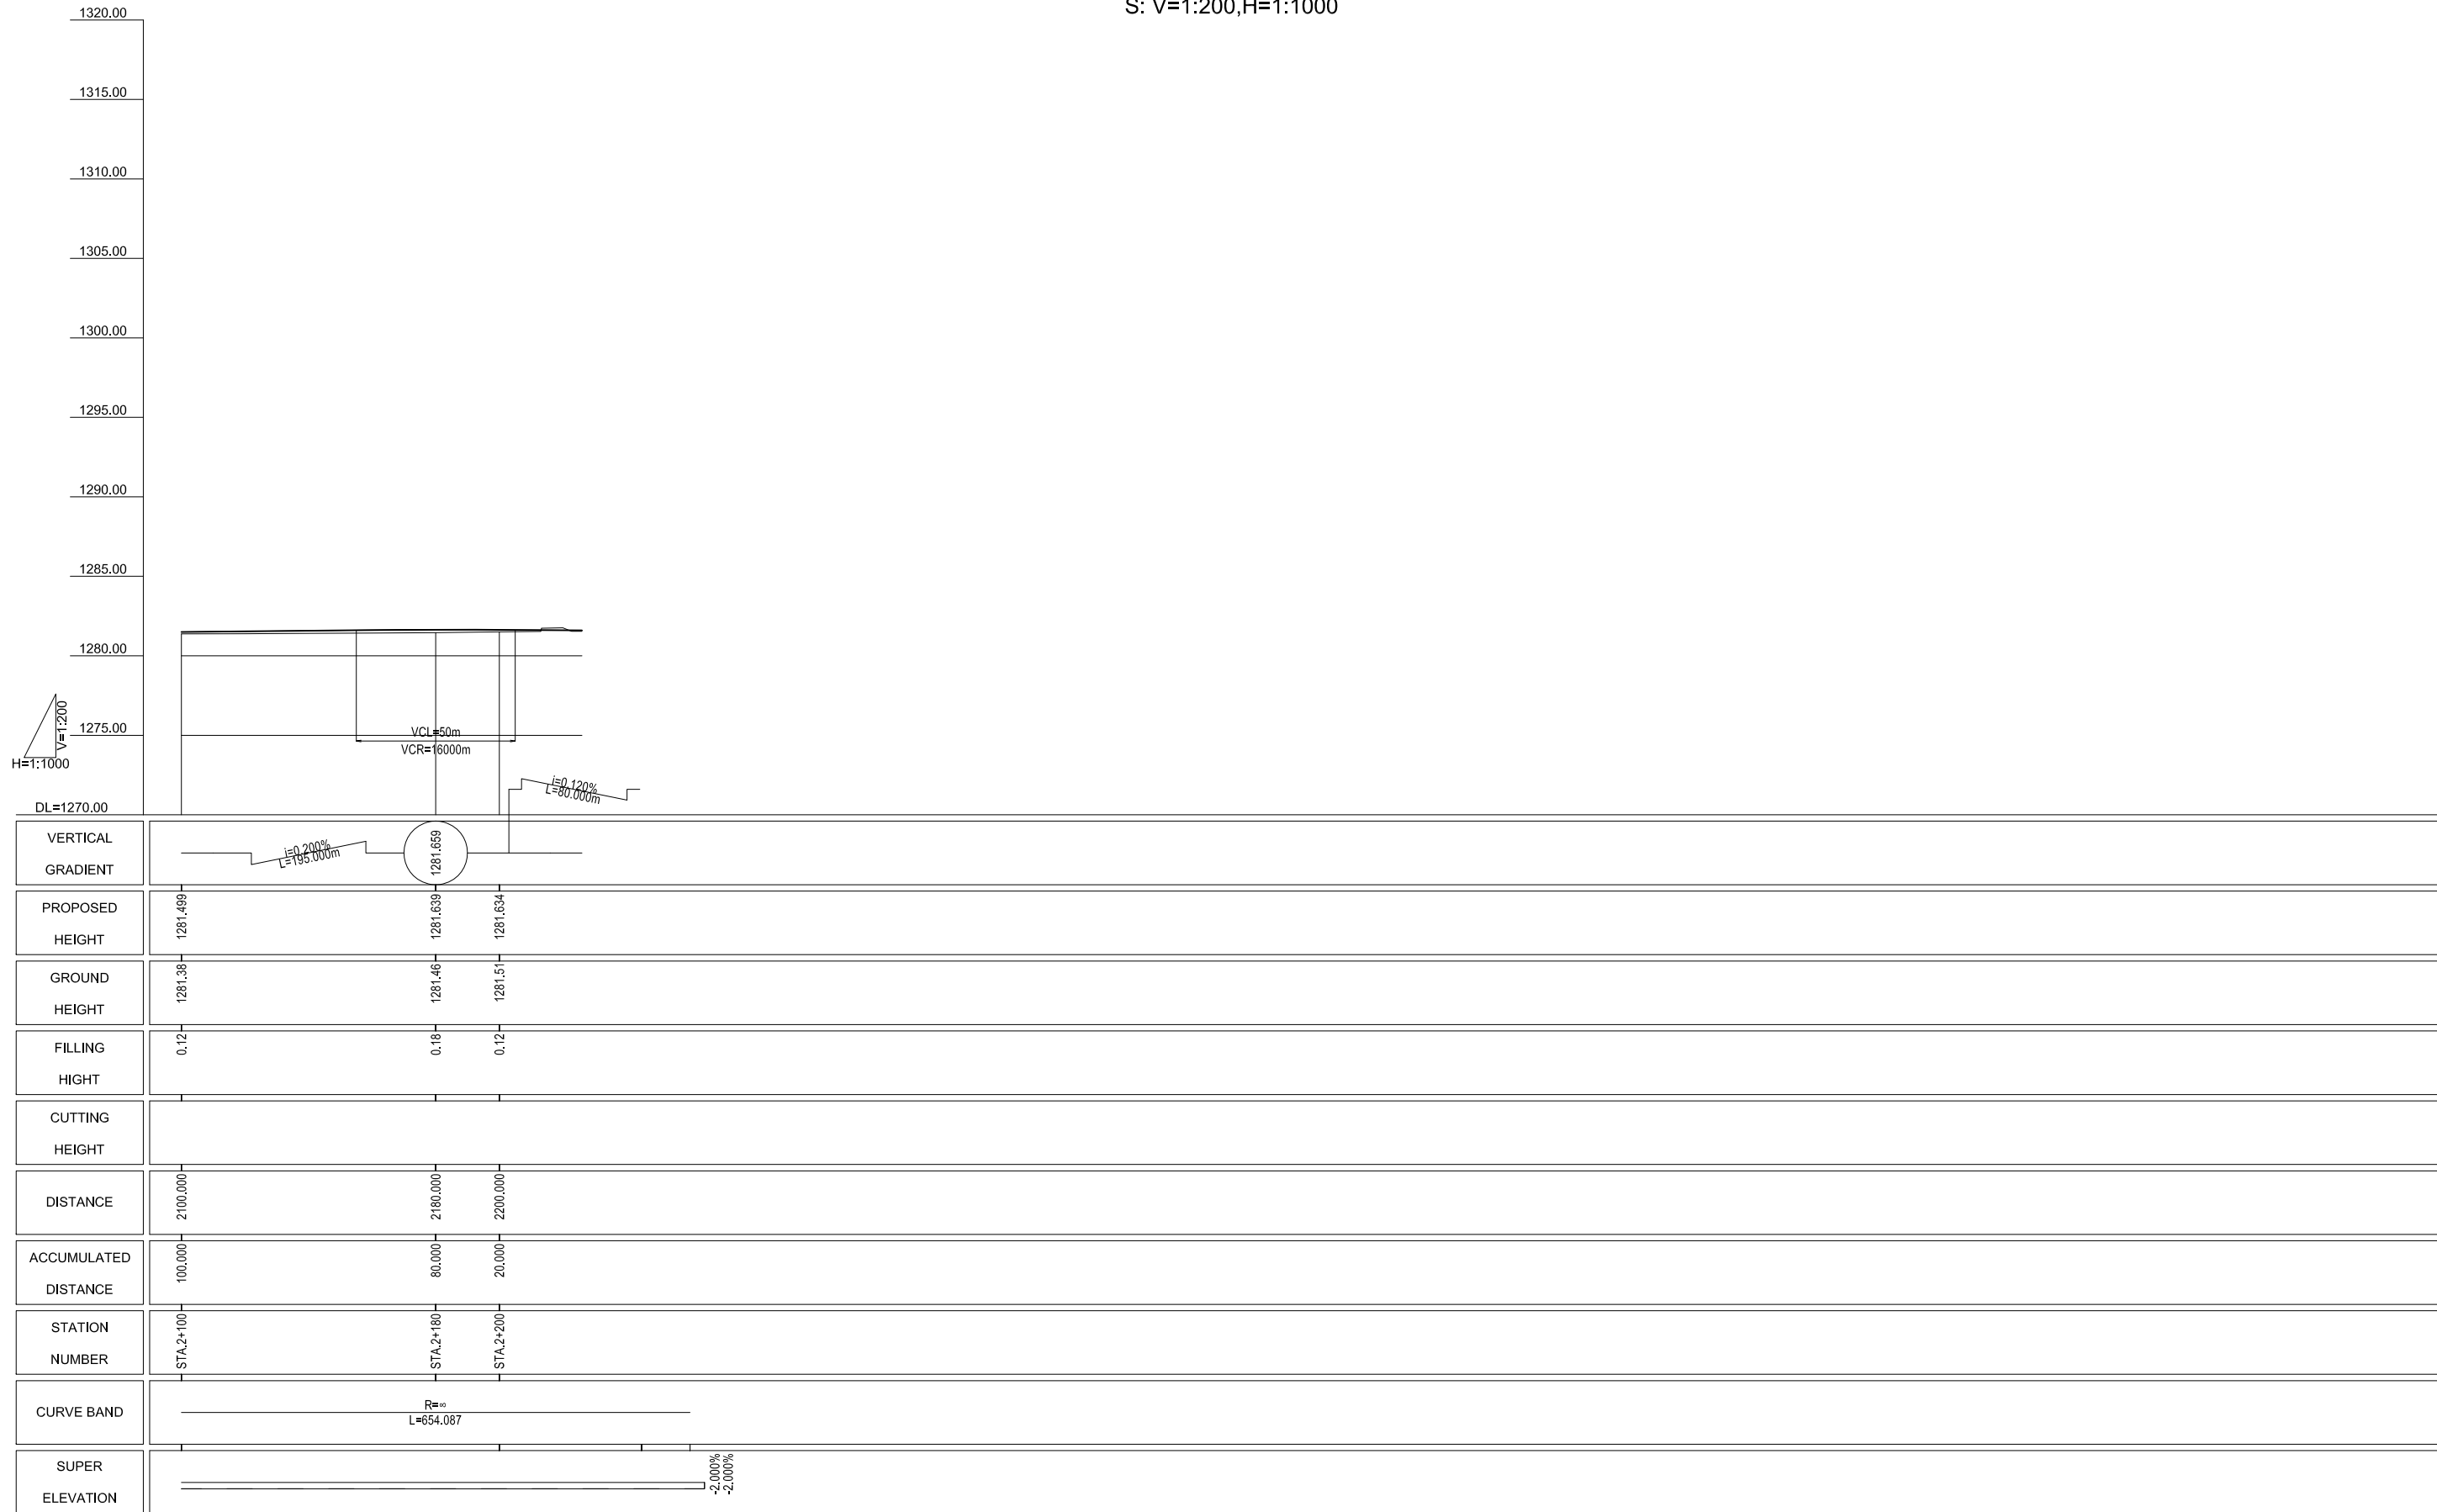 S: V=1:200,H=1:1000
1320.00
1315.00
1310.00
1305.00
1300.00
1295.00
1290.00
1285.00
1280.00
1275.00
V=1:200
H=1:1000
DL=1270.00
VCL=50m
VCR=16000m
i=0.120%
L=80.000m
VERTICAL
GRADIENT
i=0.200%
L=195.000m
1281.659
PROPOSED
HEIGHT
1281.499
1281.639
1281.634
GROUND
HEIGHT
1281.38
1281.46
1281.51
FILLING
HIGHT
0.12
0.18
0.12
CUTTING
HEIGHT
DISTANCE
2100.000
2180.000
2200.000
ACCUMULATED
DISTANCE
100.000
80.000
20.000
STATION
NUMBER
STA.2+100
STA.2+180
STA.2+200
CURVE BAND
R=∞
L=654.087
SUPER
ELEVATION
-2.000%
-2.000%